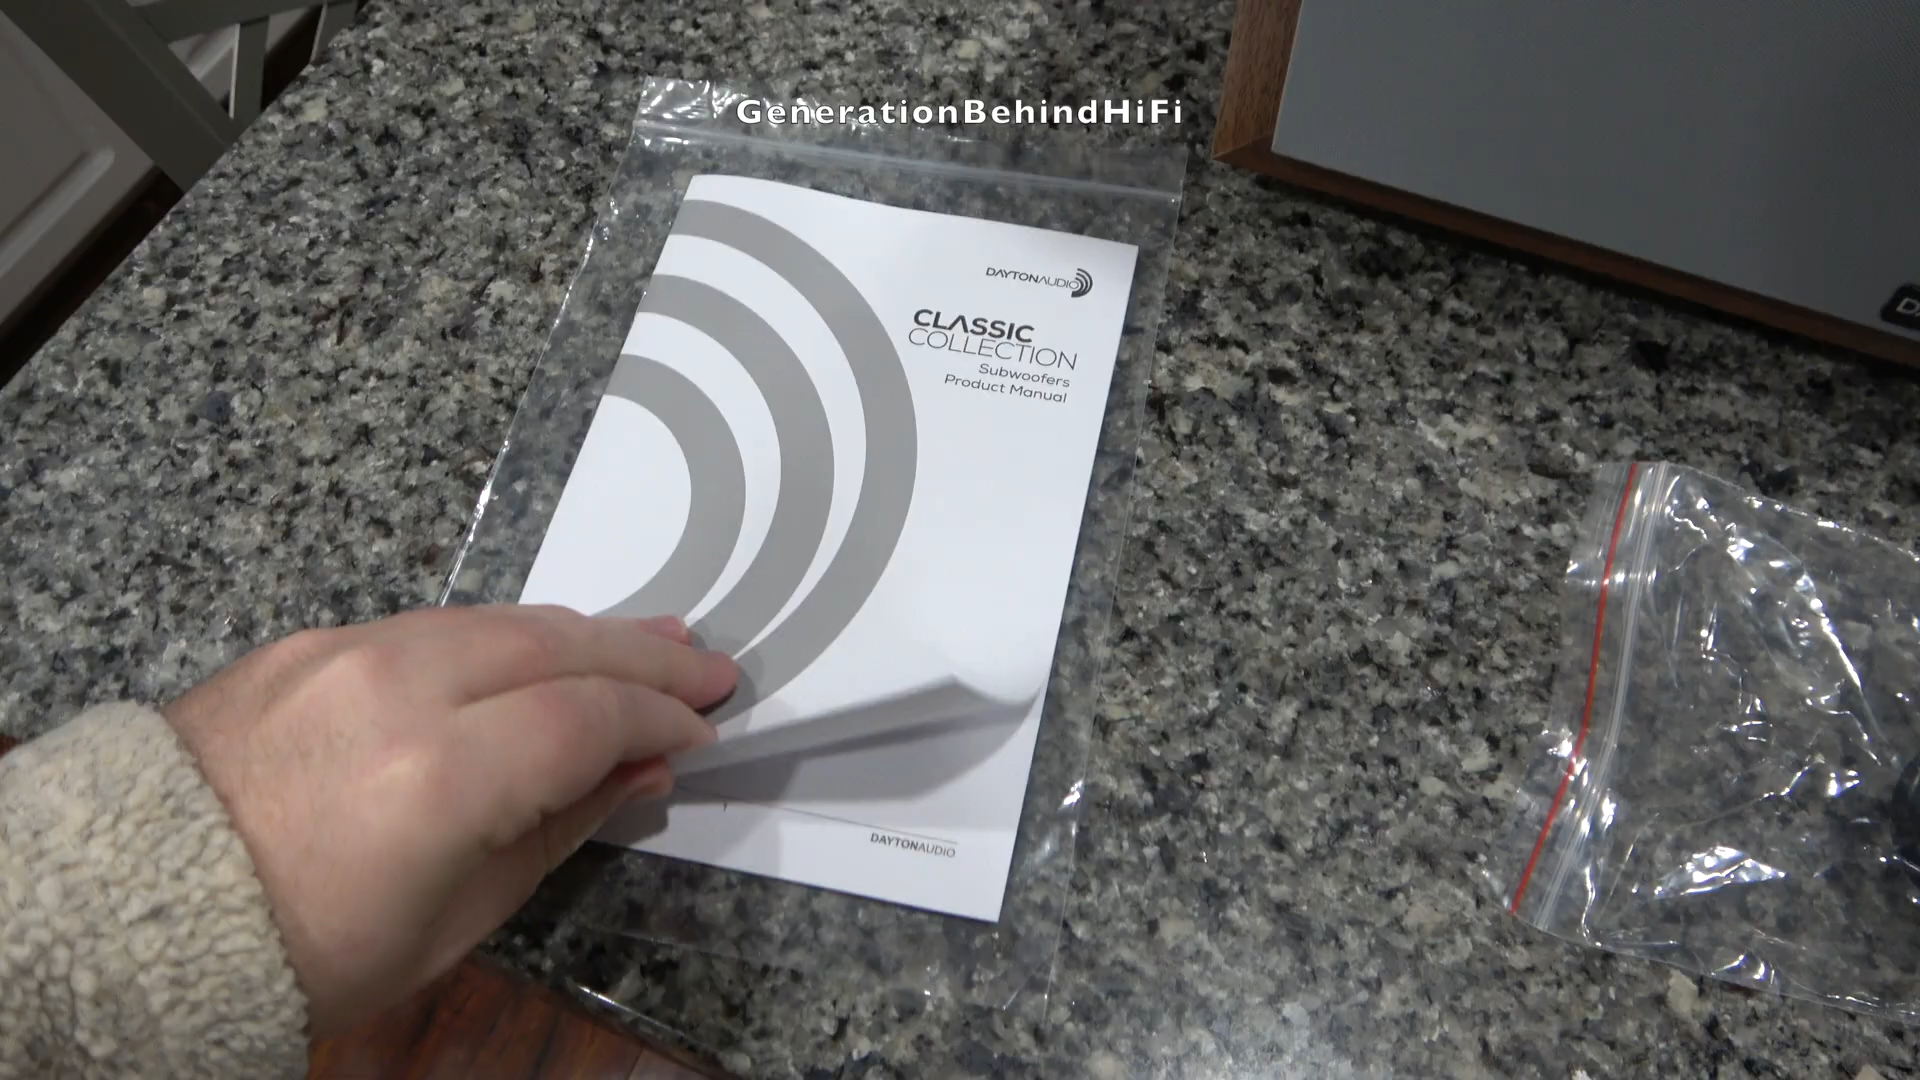 GenerationBehindHiFi
DAYTONAUDIO
CLASSIC
COLLECTION
Subwoofers
Product Manual
DAYTONAUDIO